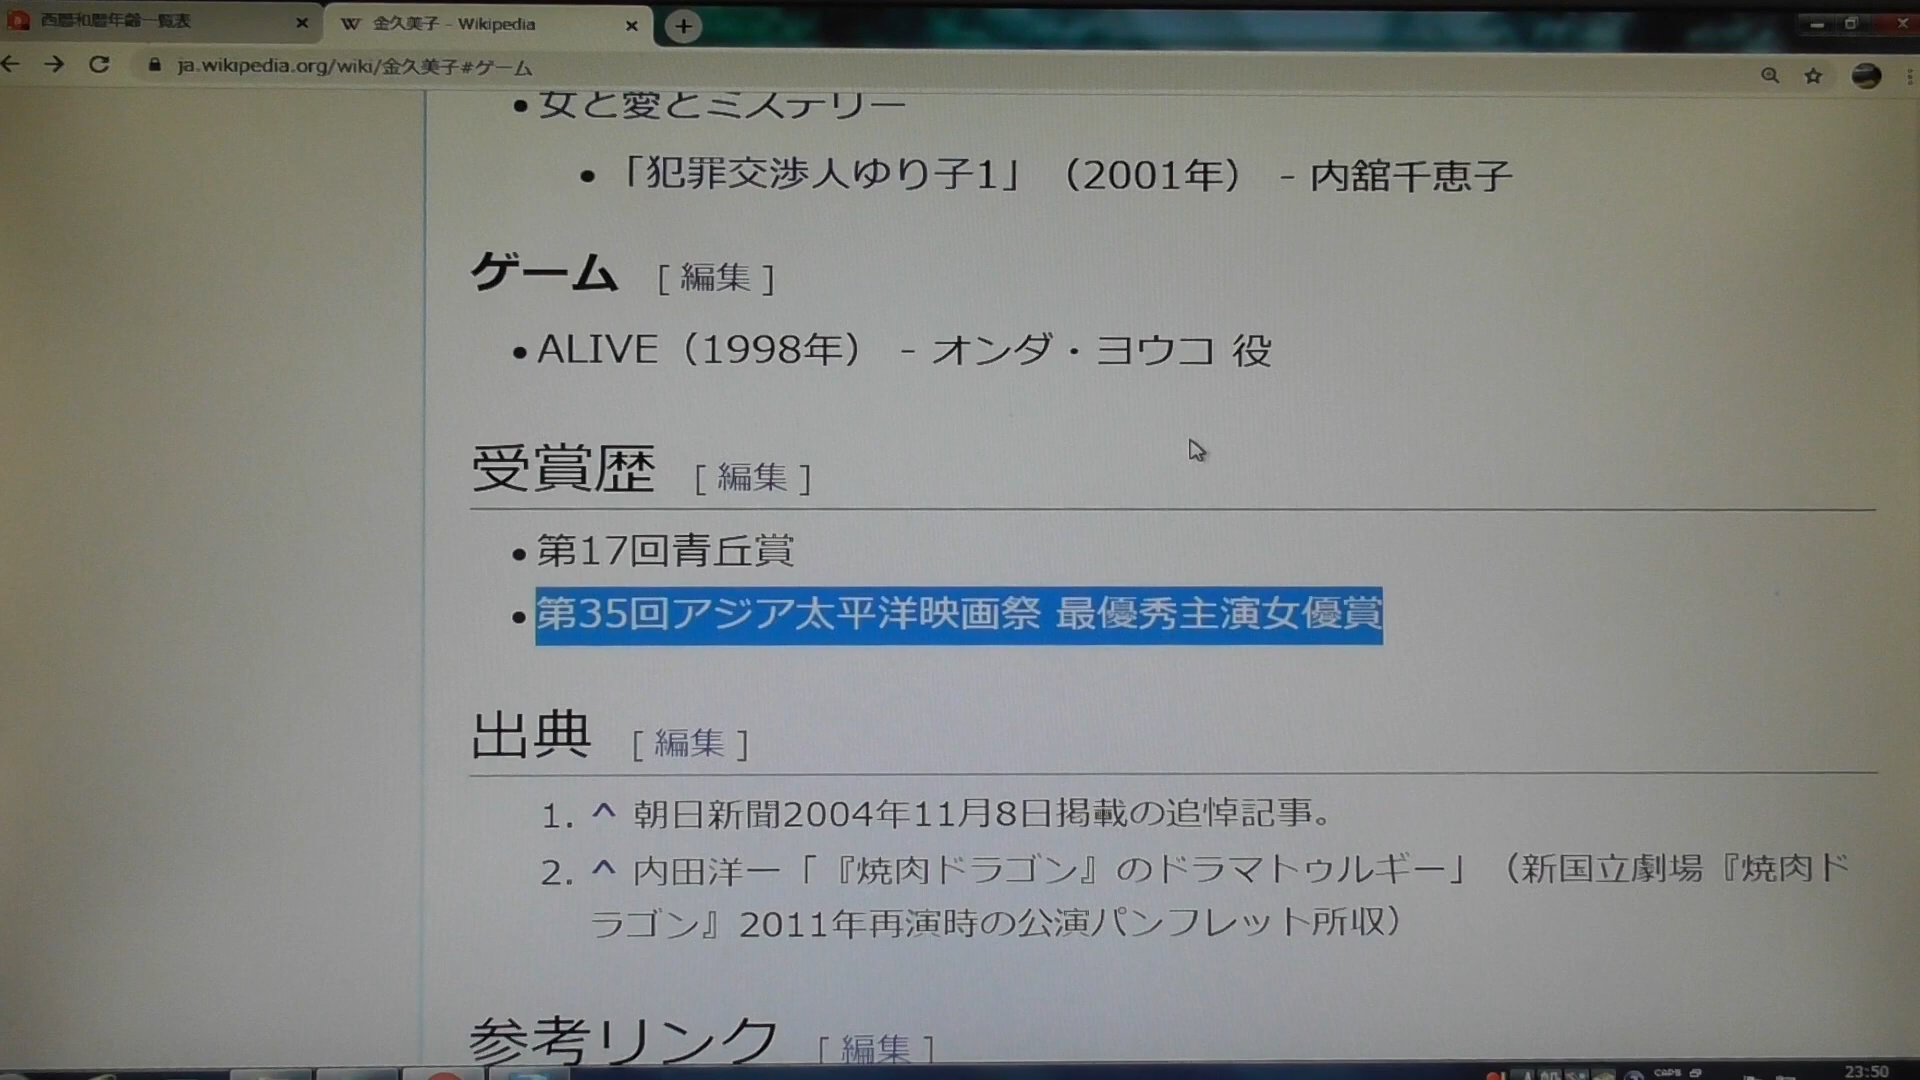 西暦和暦年齢一覧表
W 金久美子 - Wikipedia
ja.wikipedia.org/wiki/金久美子#ゲーム
女と愛とミステリー
「犯罪交渉人ゆり子1」（2001年） - 内舘千恵子
ゲーム [ 編集 ]
ALIVE（1998年） - オンダ・ヨウコ 役
受賞歴 [ 編集 ]
第17回青丘賞
第35回アジア太平洋映画祭 最優秀主演女優賞
出典 [ 編集 ]
1. ^ 朝日新聞2004年11月8日掲載の追悼記事。
2. ^ 内田洋一「『焼肉ドラゴン』のドラマトゥルギー」（新国立劇場『焼肉ド
ラゴン』2011年再演時の公演パンフレット所収）
参考リンク [ 編集 ]
CAPS
23:50